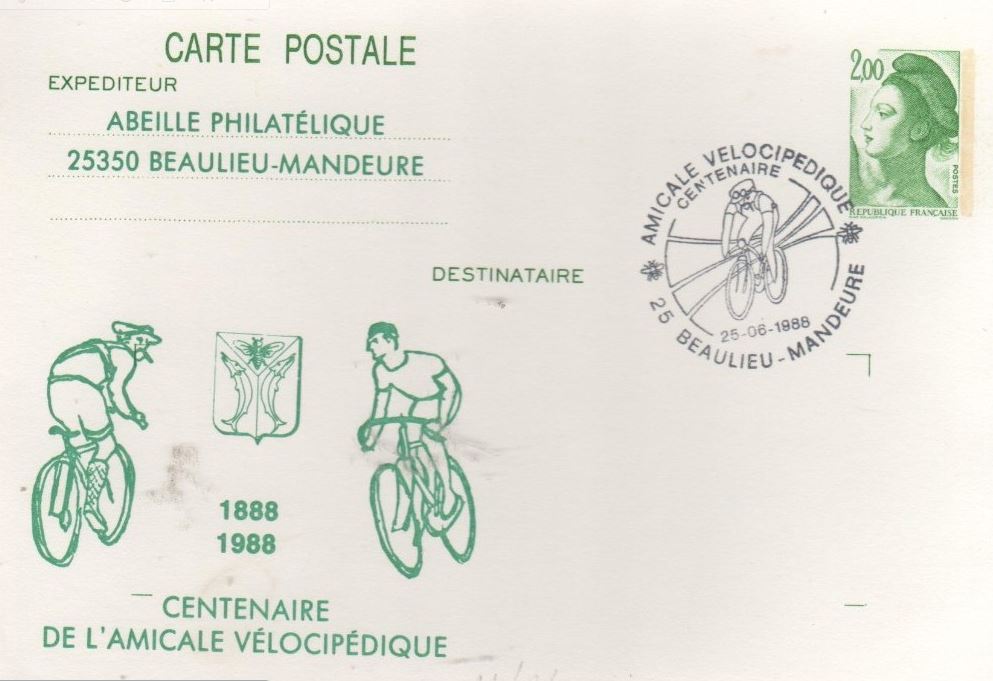 CARTE POSTALE
EXPEDITEUR
ABEILLE PHILATÉLIQUE
25350 BEAULIEU-MANDEURE
DESTINATAIRE
2,00
POSTES
REPUBLIQUE FRANÇAISE
AMICALE VELOCIPEDIQUE
CENTENAIRE
25-06-1988
25 BEAULIEU-MANDEURE
1888
1988
CENTENAIRE
DE L'AMICALE VÉLOCIPÉDIQUE